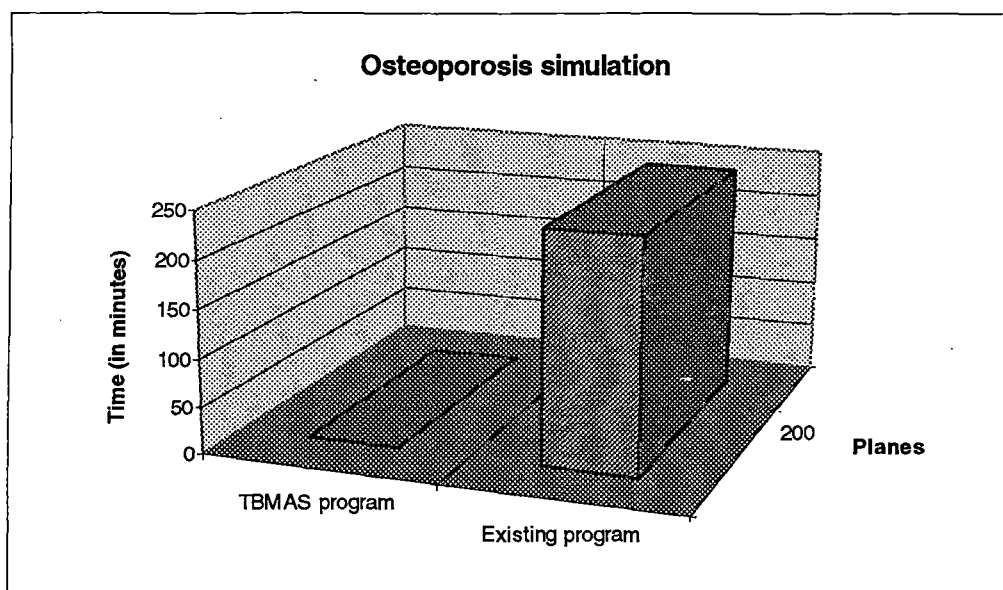 Osteoporosis simulation
250
200
150
100
50
0
Time (in minutes)
TBMAS program
Existing program
200
Planes